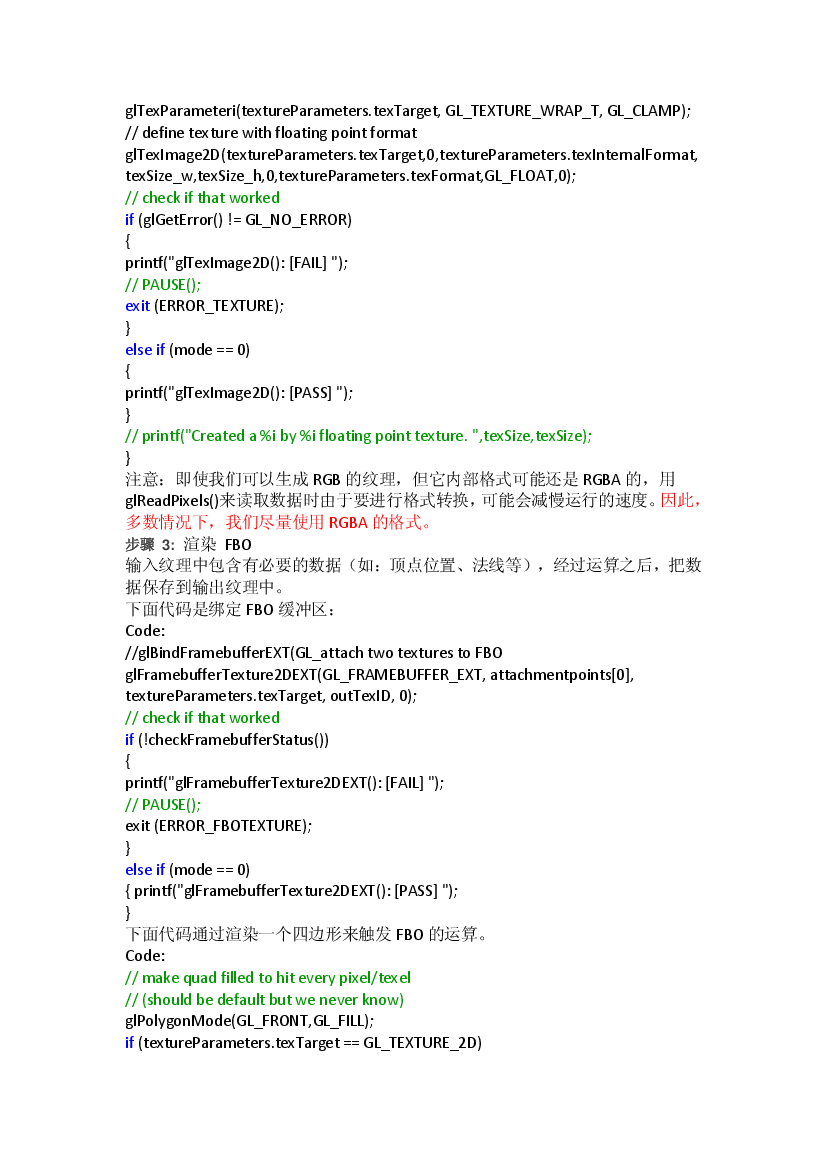 glTexParameteri(textureParameters.texTarget, GL_TEXTURE_WRAP_T, GL_CLAMP);
// define texture with floating point format
glTexImage2D(textureParameters.texTarget,0,textureParameters.texInternalFormat,
texSize_w,texSize_h,0,textureParameters.texFormat,GL_FLOAT,0);
// check if that worked
if (glGetError() != GL_NO_ERROR)
{
printf("glTexImage2D(): [FAIL] ");
// PAUSE();
exit (ERROR_TEXTURE);
}
else if (mode == 0)
{
printf("glTexImage2D(): [PASS] ");
}
// printf("Created a %i by %i floating point texture. ",texSize,texSize);
}
注意：即使我们可以生成 RGB 的纹理，但它内部格式可能还是 RGBA 的，用
glReadPixels()来读取数据时由于要进行格式转换，可能会减慢运行的速度。因此，
多数情况下，我们尽量使用 RGBA 的格式。
步骤 3: 渲染 FBO
输入纹理中包含有必要的数据（如：顶点位置、法线等），经过运算之后，把数
据保存到输出纹理中。
下面代码是绑定 FBO 缓冲区：
Code:
//glBindFramebufferEXT(GL_attach two textures to FBO
glFramebufferTexture2DEXT(GL_FRAMEBUFFER_EXT, attachmentpoints[0],
textureParameters.texTarget, outTexID, 0);
// check if that worked
if (!checkFramebufferStatus())
{
printf("glFramebufferTexture2DEXT(): [FAIL] ");
// PAUSE();
exit (ERROR_FBOTEXTURE);
}
else if (mode == 0)
{ printf("glFramebufferTexture2DEXT(): [PASS] ");
}
下面代码通过渲染一个四边形来触发 FBO 的运算。
Code:
// make quad filled to hit every pixel/texel
// (should be default but we never know)
glPolygonMode(GL_FRONT,GL_FILL);
if (textureParameters.texTarget == GL_TEXTURE_2D)